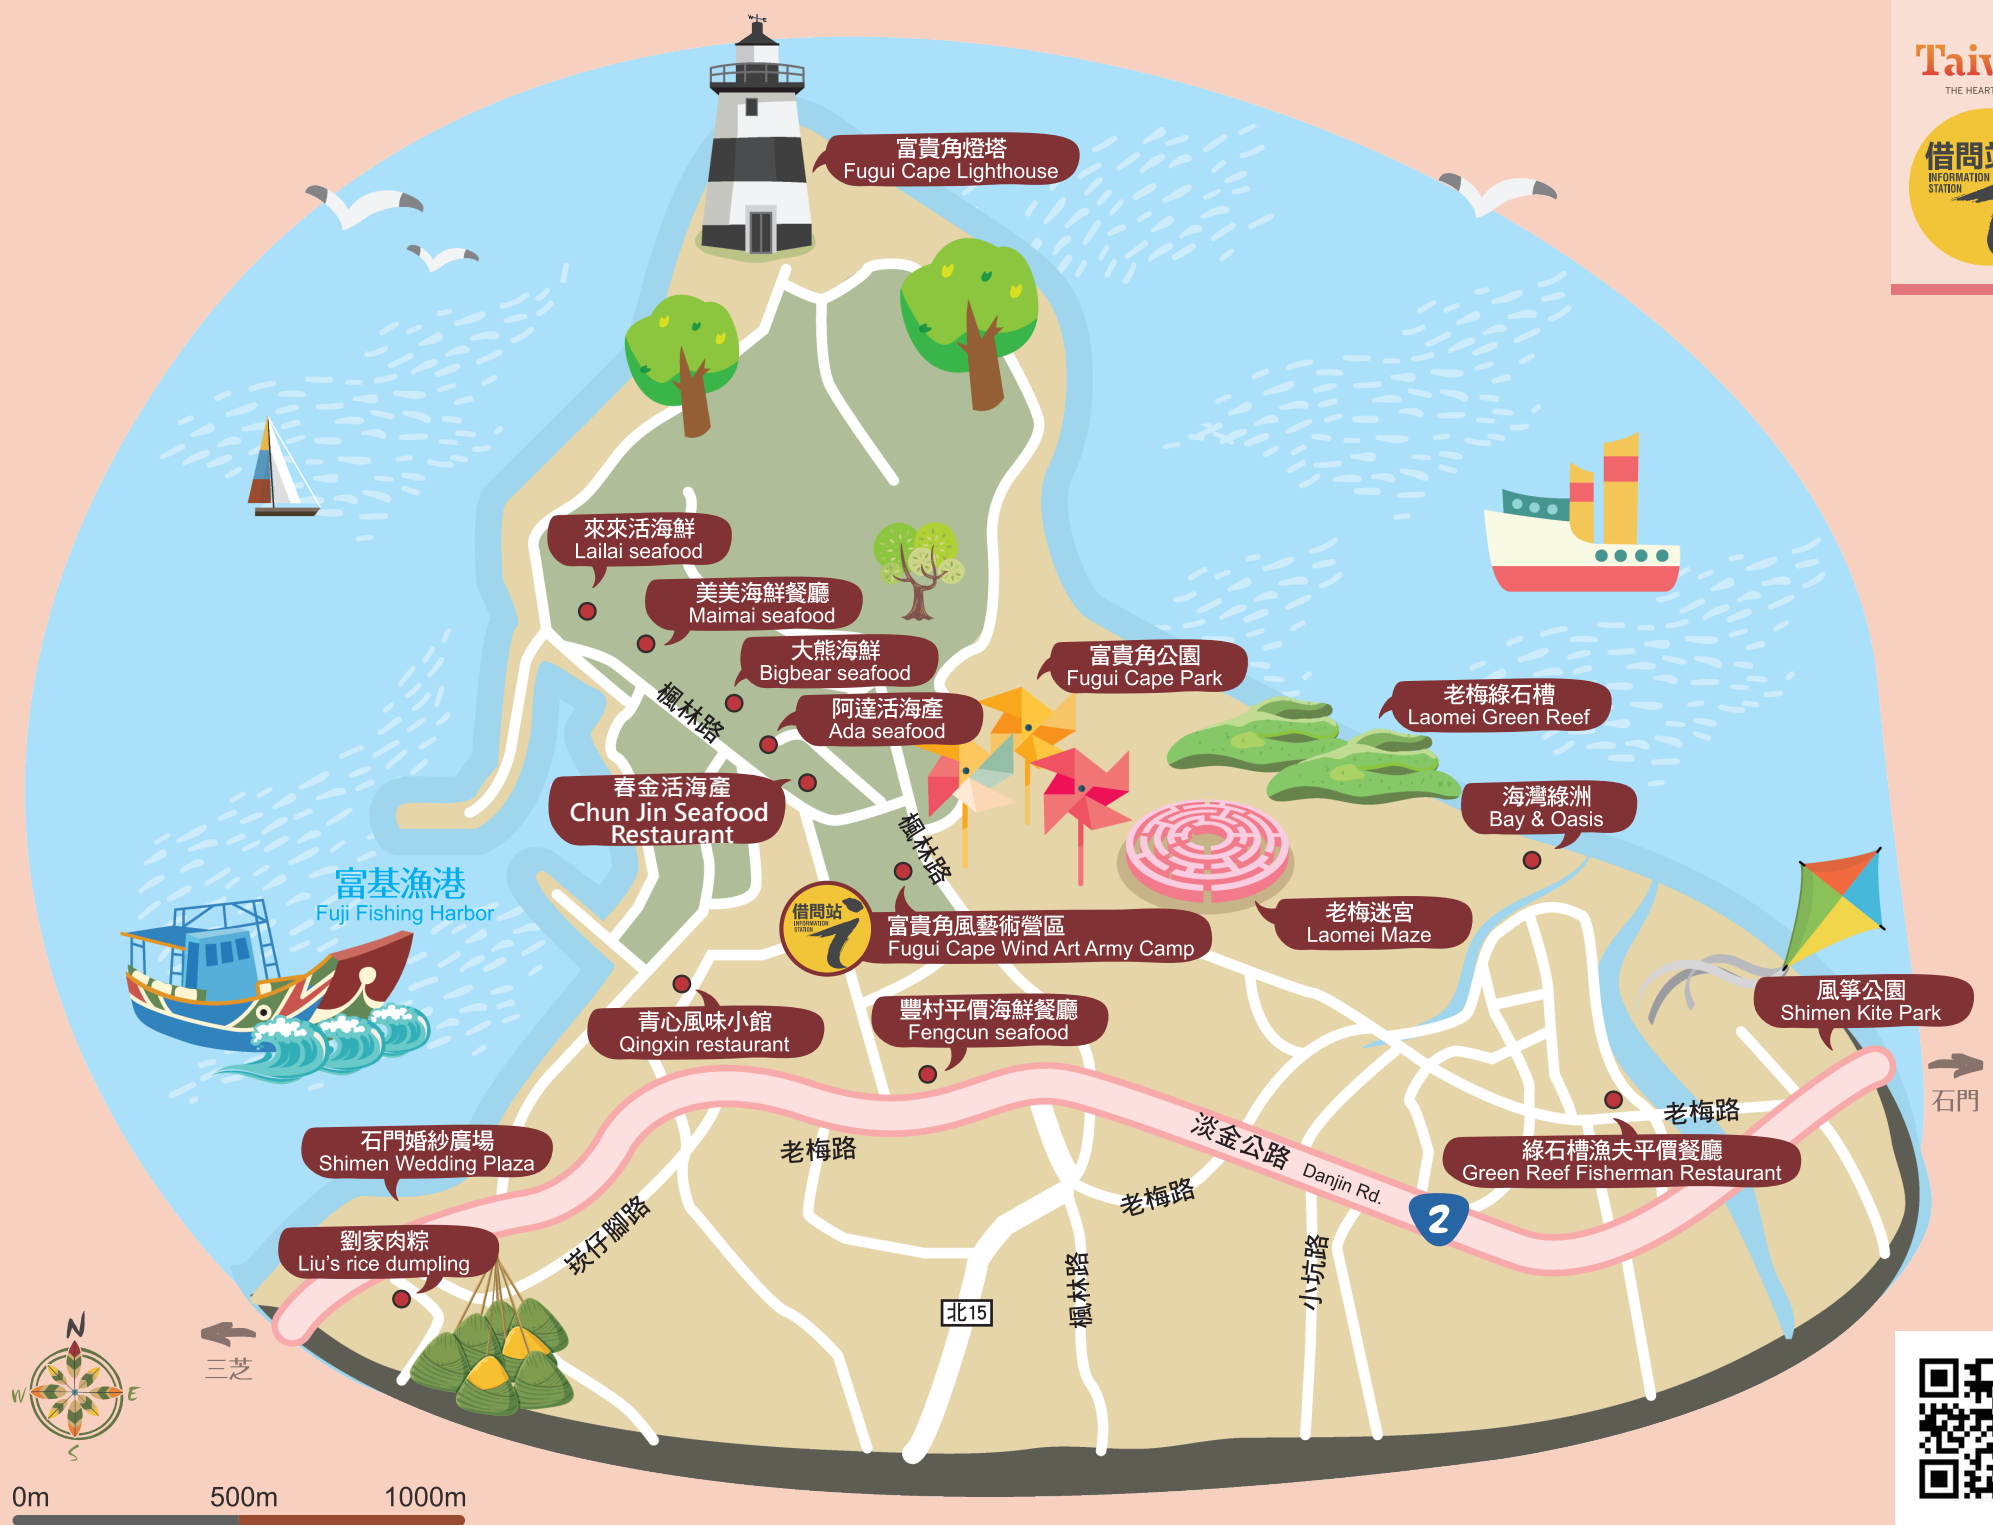 Taiw
THE HEART
借問站
INFORMATION
STATION
富貴角燈塔
Fugui Cape Lighthouse
來來活海鮮
Lailai seafood
美美海鮮餐廳
Maimai seafood
大熊海鮮
Bigbear seafood
富貴角公園
Fugui Cape Park
阿達活海產
Ada seafood
楓林路
老梅綠石槽
Laomei Green Reef
春金活海產
Chun Jin Seafood
Restaurant
海灣綠洲
Bay & Oasis
楓林路
富基漁港
Fuji Fishing Harbor
借問站
INFORMATION
STATION
富貴角風藝術營區
Fugui Cape Wind Art Army Camp
老梅迷宮
Laomei Maze
青心風味小館
Qingxin restaurant
豐村平價海鮮餐廳
Fengcun seafood
風箏公園
Shimen Kite Park
石門
老梅路
石門婚紗廣場
Shimen Wedding Plaza
老梅路
淡金公路 Danjin Rd.
綠石槽漁夫平價餐廳
Green Reef Fisherman Restaurant
老梅路
2
劉家肉粽
Liu's rice dumpling
崁仔腳路
楓林路
小坑路
北15
三芝
N
W
E
S
0m 500m 1000m